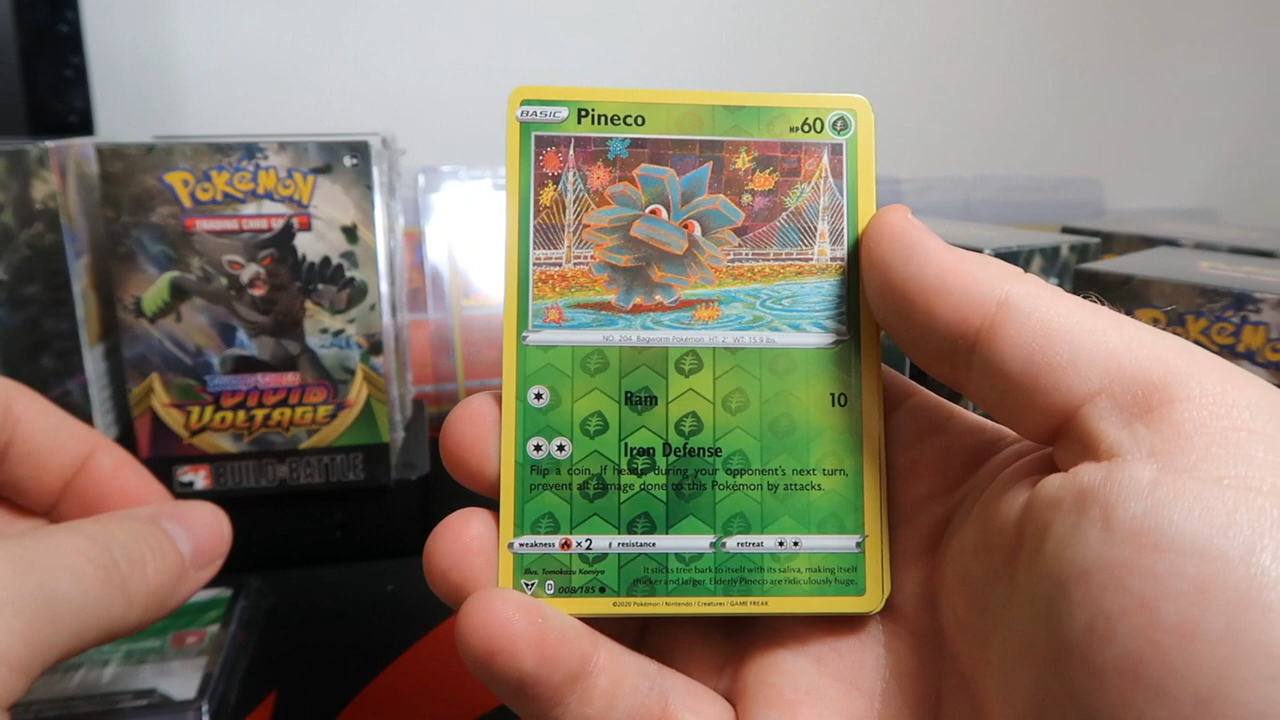 POKéMON
TRADING CARD GAME
VIVID
VOLTAGE
BUILD & BATTLE
BASIC Pineco HP60
NO. 204 Bagworm Pokémon HT: 2' WT: 15.9 lbs.
Ram 10
Iron Defense
Flip a coin. If heads, during your opponent's next turn,
prevent all damage done to this Pokémon by attacks.
weakness ×2 resistance retreat
Illus. Tomokazu Komiya
It sticks tree bark to itself with its saliva, making itself
thicker and larger. Elderly Pineco are ridiculously huge.
D 008/185
©2020 Pokémon / Nintendo / Creatures / GAME FREAK
POKéMON